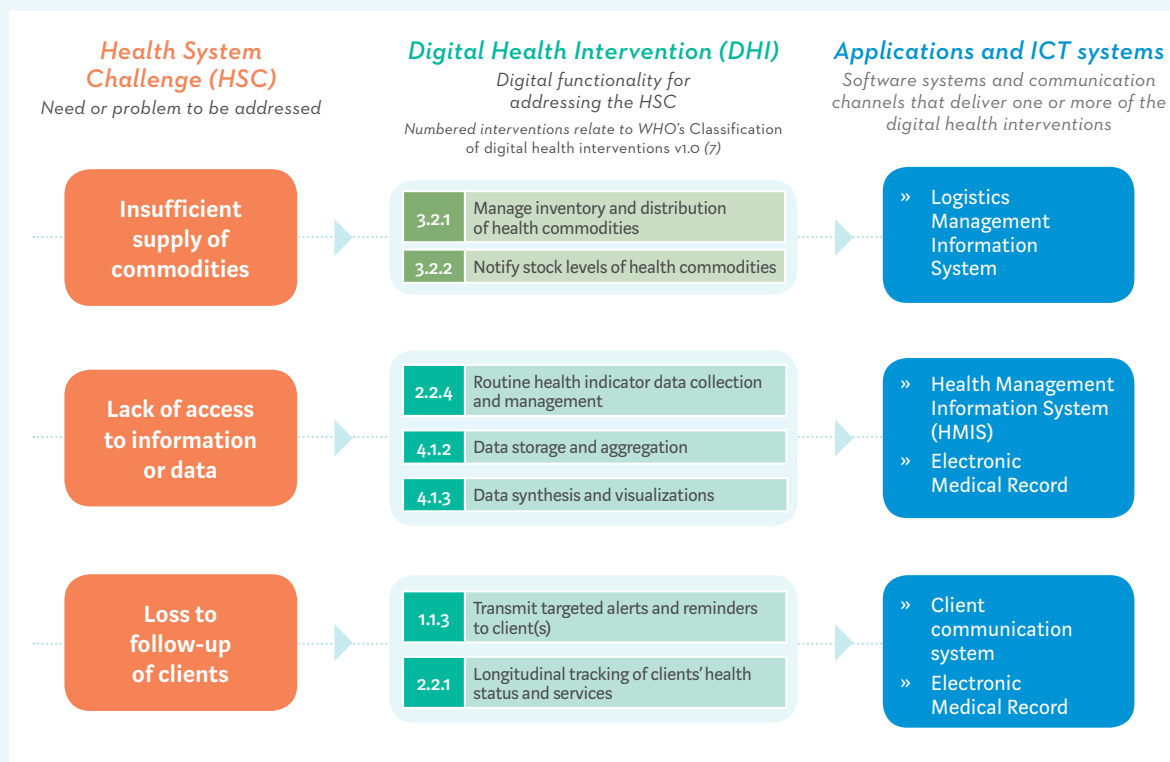 Health System
Challenge (HSC)
Need or problem to be addressed
Digital Health Intervention (DHI)
Digital functionality for
addressing the HSC
Numbered interventions relate to WHO's Classification
of digital health interventions v1.0 (7)
Applications and ICT systems
Software systems and communication
channels that deliver one or more of the
digital health interventions
Insufficient
supply of
commodities
3.2.1 Manage inventory and distribution
of health commodities
3.2.2 Notify stock levels of health commodities
» Logistics
Management
Information
System
Lack of access
to information
or data
2.2.4 Routine health indicator data collection
and management
4.1.2 Data storage and aggregation
4.1.3 Data synthesis and visualizations
» Health Management
Information System
(HMIS)
» Electronic
Medical Record
Loss to
follow-up
of clients
1.1.3 Transmit targeted alerts and reminders
to client(s)
2.2.1 Longitudinal tracking of clients' health
status and services
» Client
communication
system
» Electronic
Medical Record